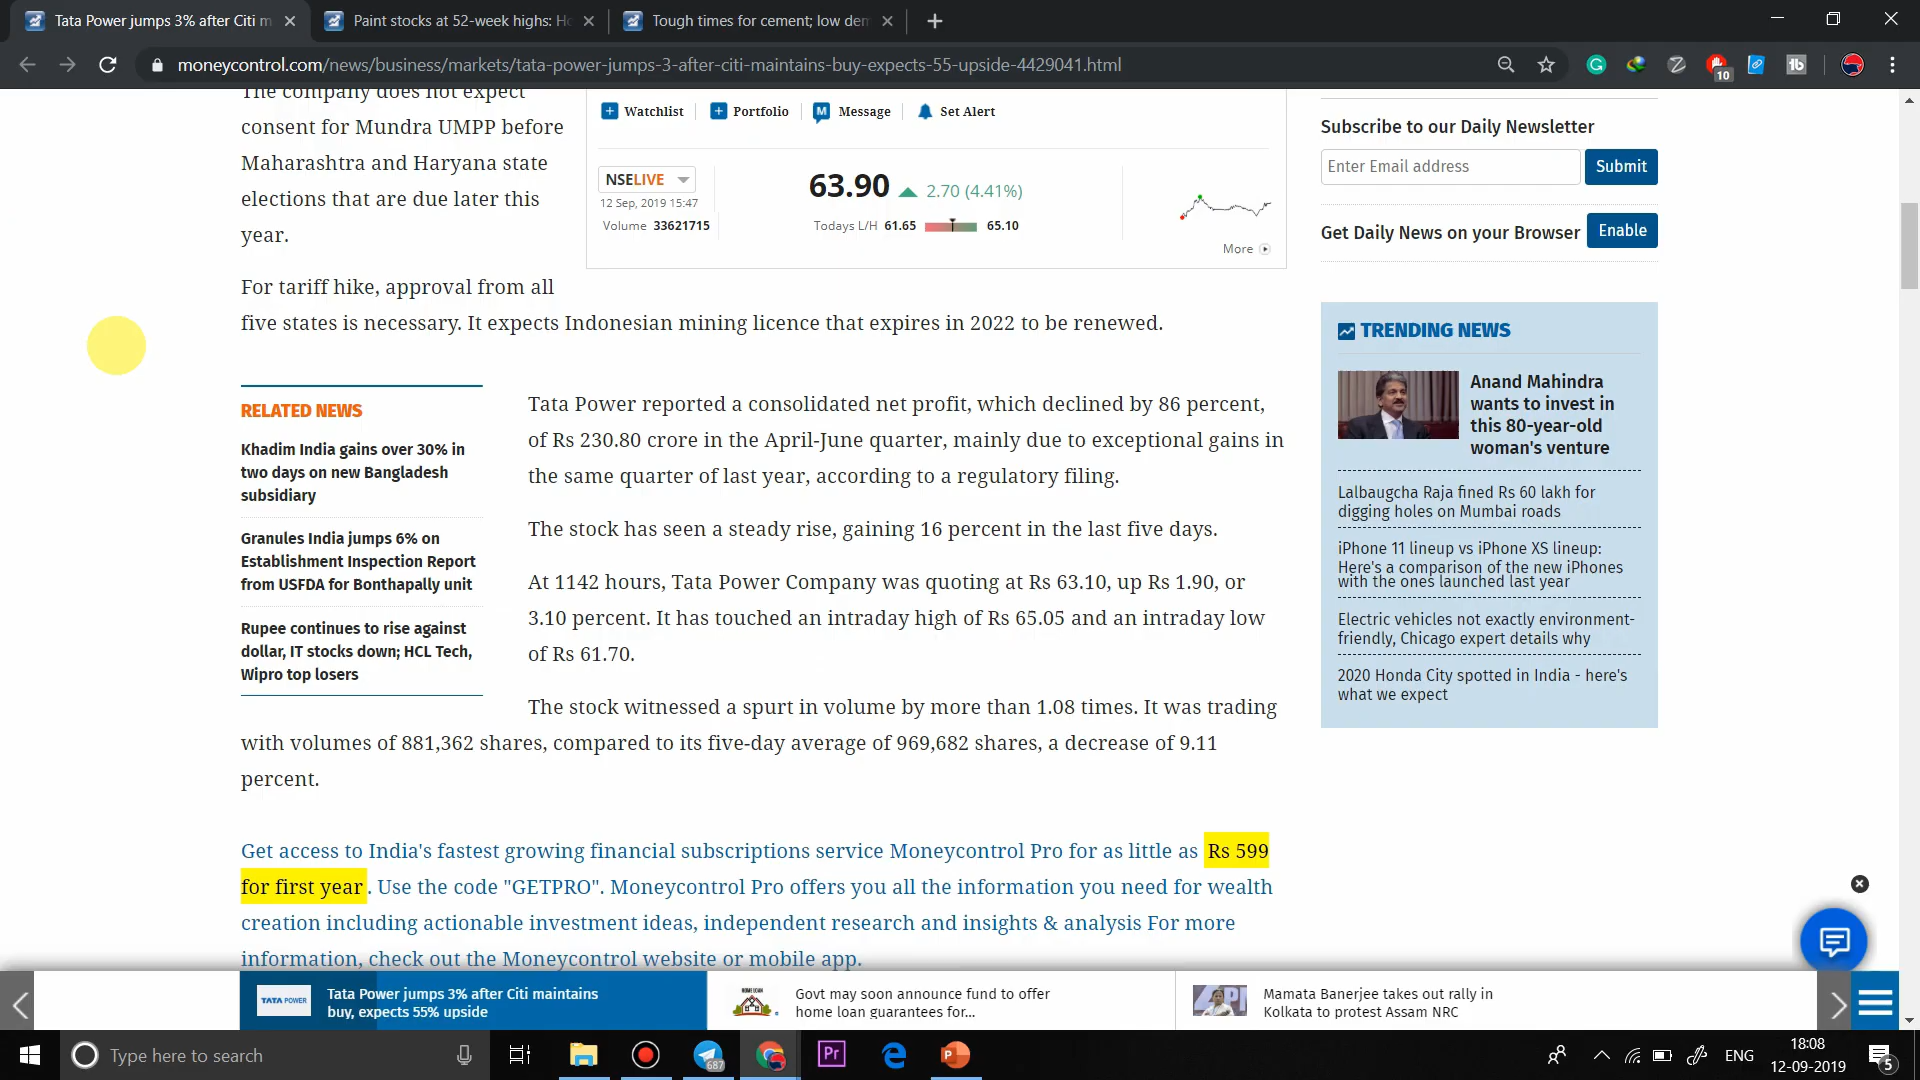 Tata Power jumps 3% after Citi m
Paint stocks at 52-week highs: Ho
Tough times for cement; low den
moneycontrol.com/news/business/markets/tata-power-jumps-3-after-citi-maintains-buy-expects-55-upside-4429041.html
10
The company does not expect
consent for Mundra UMPP before
Maharashtra and Haryana state
elections that are due later this
year.
For tariff hike, approval from all
five states is necessary. It expects Indonesian mining licence that expires in 2022 to be renewed.
Watchlist
Portfolio
M Message
Set Alert
NSELIVE
12 Sep, 2019 15:47
Volume 33621715
63.90 2.70 (4.41%)
Todays L/H 61.65 65.10
More
Subscribe to our Daily Newsletter
Enter Email address
Submit
Get Daily News on your Browser
Enable
RELATED NEWS
Khadim India gains over 30% in
two days on new Bangladesh
subsidiary
Granules India jumps 6% on
Establishment Inspection Report
from USFDA for Bonthapally unit
Rupee continues to rise against
dollar, IT stocks down; HCL Tech,
Wipro top losers
Tata Power reported a consolidated net profit, which declined by 86 percent,
of Rs 230.80 crore in the April-June quarter, mainly due to exceptional gains in
the same quarter of last year, according to a regulatory filing.
The stock has seen a steady rise, gaining 16 percent in the last five days.
At 1142 hours, Tata Power Company was quoting at Rs 63.10, up Rs 1.90, or
3.10 percent. It has touched an intraday high of Rs 65.05 and an intraday low
of Rs 61.70.
The stock witnessed a spurt in volume by more than 1.08 times. It was trading
with volumes of 881,362 shares, compared to its five-day average of 969,682 shares, a decrease of 9.11
percent.
Get access to India's fastest growing financial subscriptions service Moneycontrol Pro for as little as Rs 599
for first year . Use the code "GETPRO". Moneycontrol Pro offers you all the information you need for wealth
creation including actionable investment ideas, independent research and insights & analysis For more
information, check out the Moneycontrol website or mobile app.
TRENDING NEWS
Anand Mahindra
wants to invest in
this 80-year-old
woman's venture
Lalbaugcha Raja fined Rs 60 lakh for
digging holes on Mumbai roads
iPhone 11 lineup vs iPhone XS lineup:
Here's a comparison of the new iPhones
with the ones launched last year
Electric vehicles not exactly environment-
friendly, Chicago expert details why
2020 Honda City spotted in India - here's
what we expect
TATA POWER
Tata Power jumps 3% after Citi maintains
buy, expects 55% upside
HOME LOAN
Govt may soon announce fund to offer
home loan guarantees for...
Mamata Banerjee takes out rally in
Kolkata to protest Assam NRC
Type here to search
687
Pr
ENG
18:08
12-09-2019
5